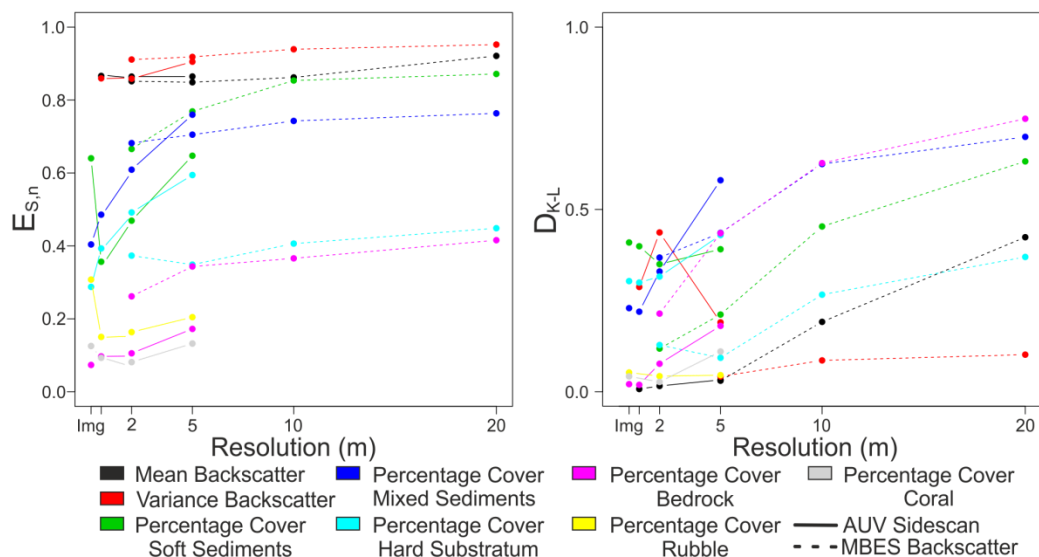 1.0
0.8
0.6
0.4
0.2
0.0
E_S,n
Img 2 5 10 20
Resolution (m)
1.0
0.5
0.0
D_K-L
Img 2 5 10 20
Resolution (m)
Mean Backscatter
Variance Backscatter
Percentage Cover
Soft Sediments
Percentage Cover
Mixed Sediments
Percentage Cover
Hard Substratum
Percentage Cover
Bedrock
Percentage Cover
Rubble
Percentage Cover
Coral
AUV Sidescan
MBES Backscatter